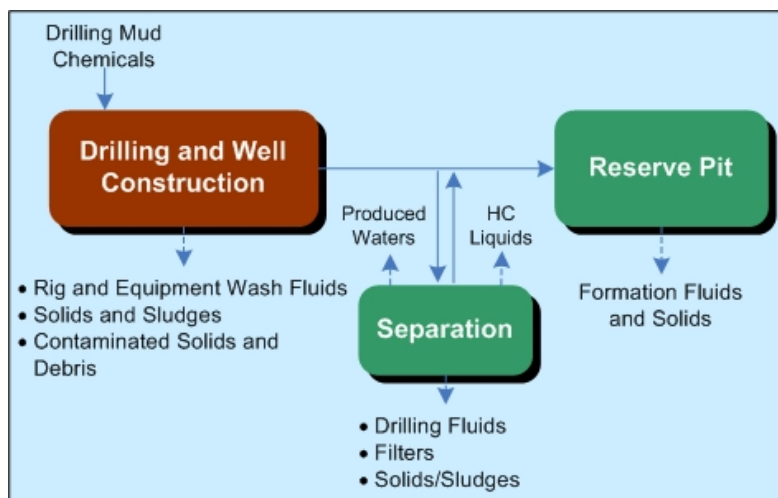 Drilling Mud
Chemicals
Drilling and Well
Construction
Reserve Pit
Produced
Waters
HC
Liquids
• Rig and Equipment Wash Fluids
• Solids and Sludges
• Contaminated Solids and
Debris
Separation
Formation Fluids
and Solids
• Drilling Fluids
• Filters
• Solids/Sludges